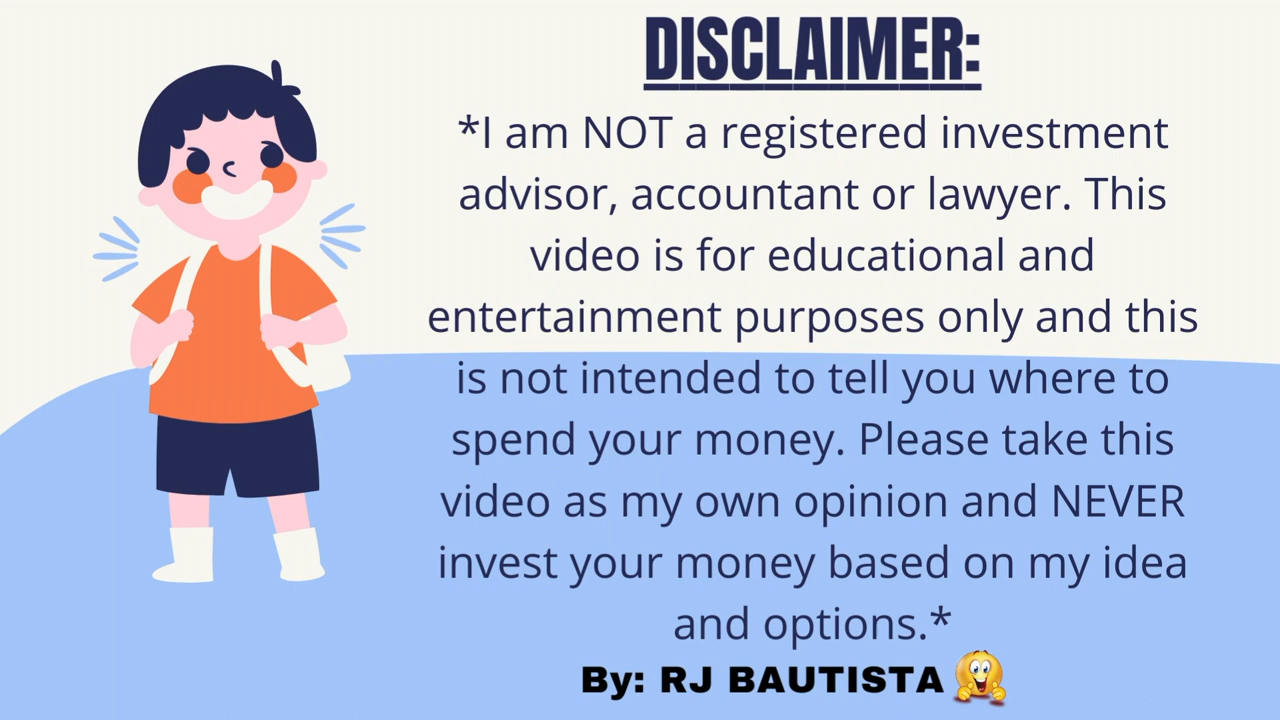 DISCLAIMER:
*I am NOT a registered investment
advisor, accountant or lawyer. This
video is for educational and
entertainment purposes only and this
is not intended to tell you where to
spend your money. Please take this
video as my own opinion and NEVER
invest your money based on my idea
and options.*
By: RJ BAUTISTA